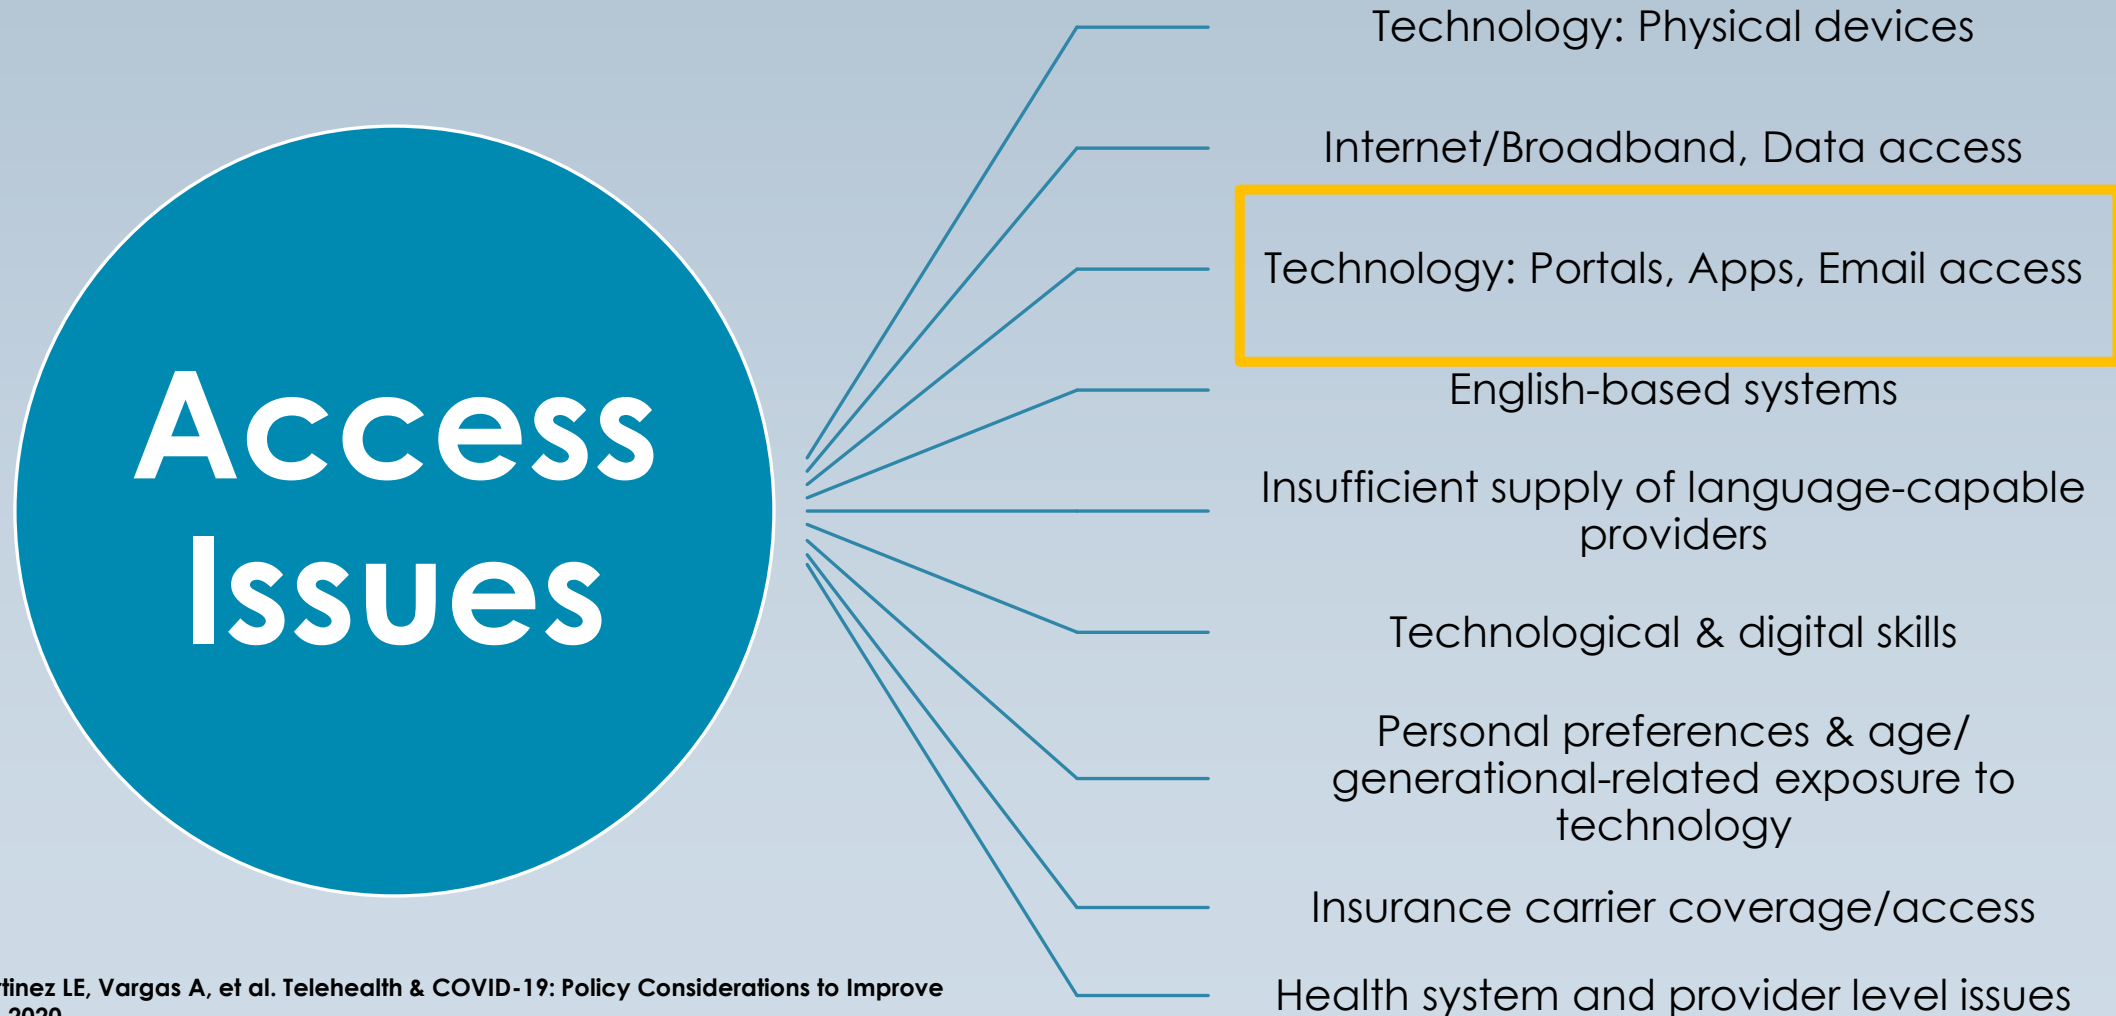 Access
Issues
Technology: Physical devices
Internet/Broadband, Data access
Technology: Portals, Apps, Email access
English-based systems
Insufficient supply of language-capable
providers
Technological & digital skills
Personal preferences & age/
generational-related exposure to
technology
Insurance carrier coverage/access
Health system and provider level issues
LE, Vargas A, et al. Telehealth & COVID-19: Policy Considerations to Improve
2020